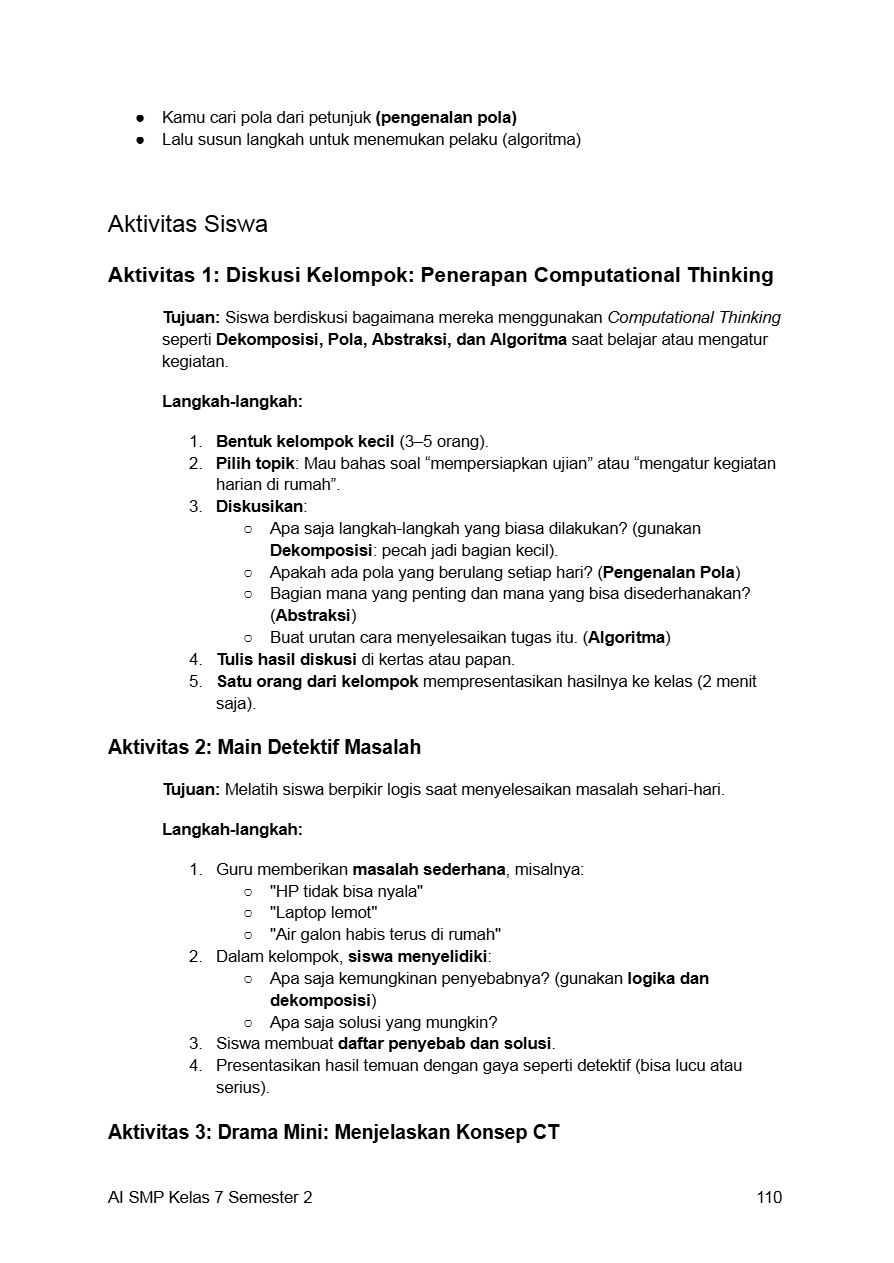 ● Kamu cari pola dari petunjuk (pengenalan pola)
● Lalu susun langkah untuk menemukan pelaku (algoritma)
Aktivitas Siswa
Aktivitas 1: Diskusi Kelompok: Penerapan Computational Thinking
Tujuan: Siswa berdiskusi bagaimana mereka menggunakan Computational Thinking
seperti Dekomposisi, Pola, Abstraksi, dan Algoritma saat belajar atau mengatur
kegiatan.
Langkah-langkah:
1. Bentuk kelompok kecil (3–5 orang).
2. Pilih topik: Mau bahas soal “mempersiapkan ujian” atau “mengatur kegiatan
harian di rumah”.
3. Diskusikan:
○ Apa saja langkah-langkah yang biasa dilakukan? (gunakan
Dekomposisi: pecah jadi bagian kecil).
○ Apakah ada pola yang berulang setiap hari? (Pengenalan Pola)
○ Bagian mana yang penting dan mana yang bisa disederhanakan?
(Abstraksi)
○ Buat urutan cara menyelesaikan tugas itu. (Algoritma)
4. Tulis hasil diskusi di kertas atau papan.
5. Satu orang dari kelompok mempresentasikan hasilnya ke kelas (2 menit
saja).
Aktivitas 2: Main Detektif Masalah
Tujuan: Melatih siswa berpikir logis saat menyelesaikan masalah sehari-hari.
Langkah-langkah:
1. Guru memberikan masalah sederhana, misalnya:
○ "HP tidak bisa nyala"
○ "Laptop lemot"
○ "Air galon habis terus di rumah"
2. Dalam kelompok, siswa menyelidiki:
○ Apa saja kemungkinan penyebabnya? (gunakan logika dan
dekomposisi)
○ Apa saja solusi yang mungkin?
3. Siswa membuat daftar penyebab dan solusi.
4. Presentasikan hasil temuan dengan gaya seperti detektif (bisa lucu atau
serius).
Aktivitas 3: Drama Mini: Menjelaskan Konsep CT
AI SMP Kelas 7 Semester 2 110